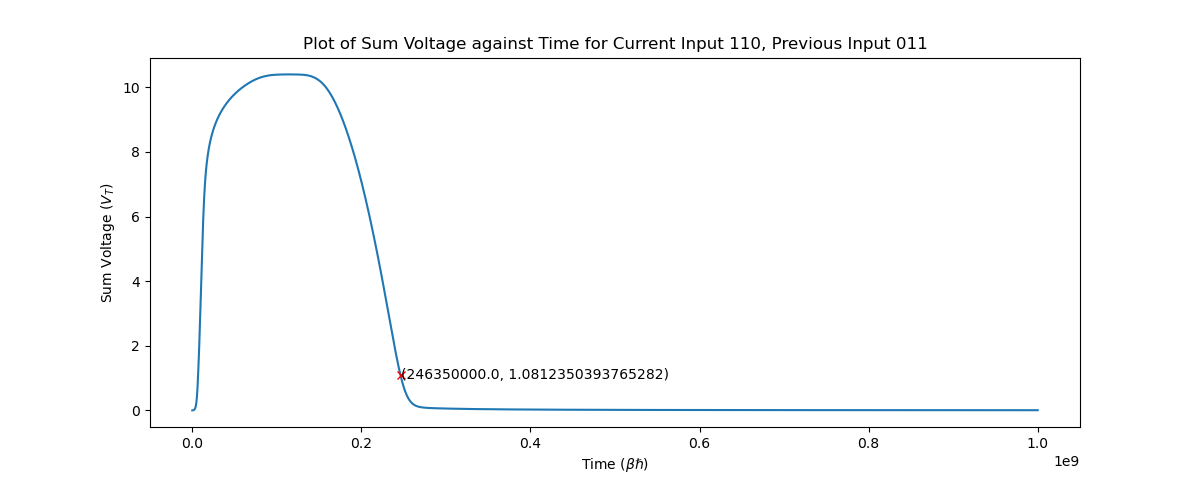 Plot of Sum Voltage against Time for Current Input 110, Previous Input 011
10
8
6
4
2
0
Sum Voltage (V_T)
(246350000.0, 1.0812350393765282)
0.0 0.2 0.4 0.6 0.8 1.0
1e9
Time (βℏ)